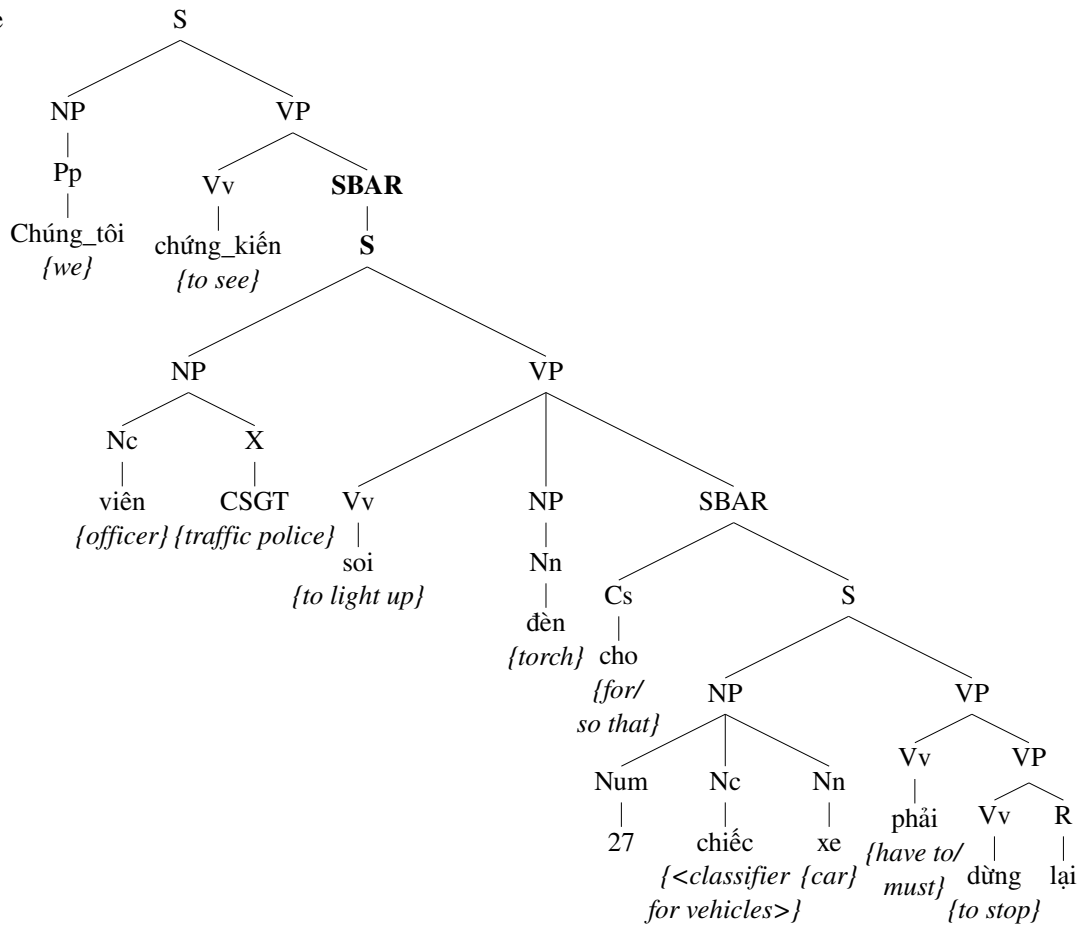 e
S
NP VP
Pp Vv SBAR
Chúng_tôi chứng_kiến S
{we} {to see}
NP VP
Nc X
viên CSGT Vv NP SBAR
{officer} {traffic police}
soi Nn Cs S
{to light up}
đèn cho
{torch} {for/ NP VP
so that}
Num Nc Nn Vv VP
27 chiếc xe phải Vv R
{<classifier {car} {have to/ dừng lại
for vehicles>} must} {to stop}